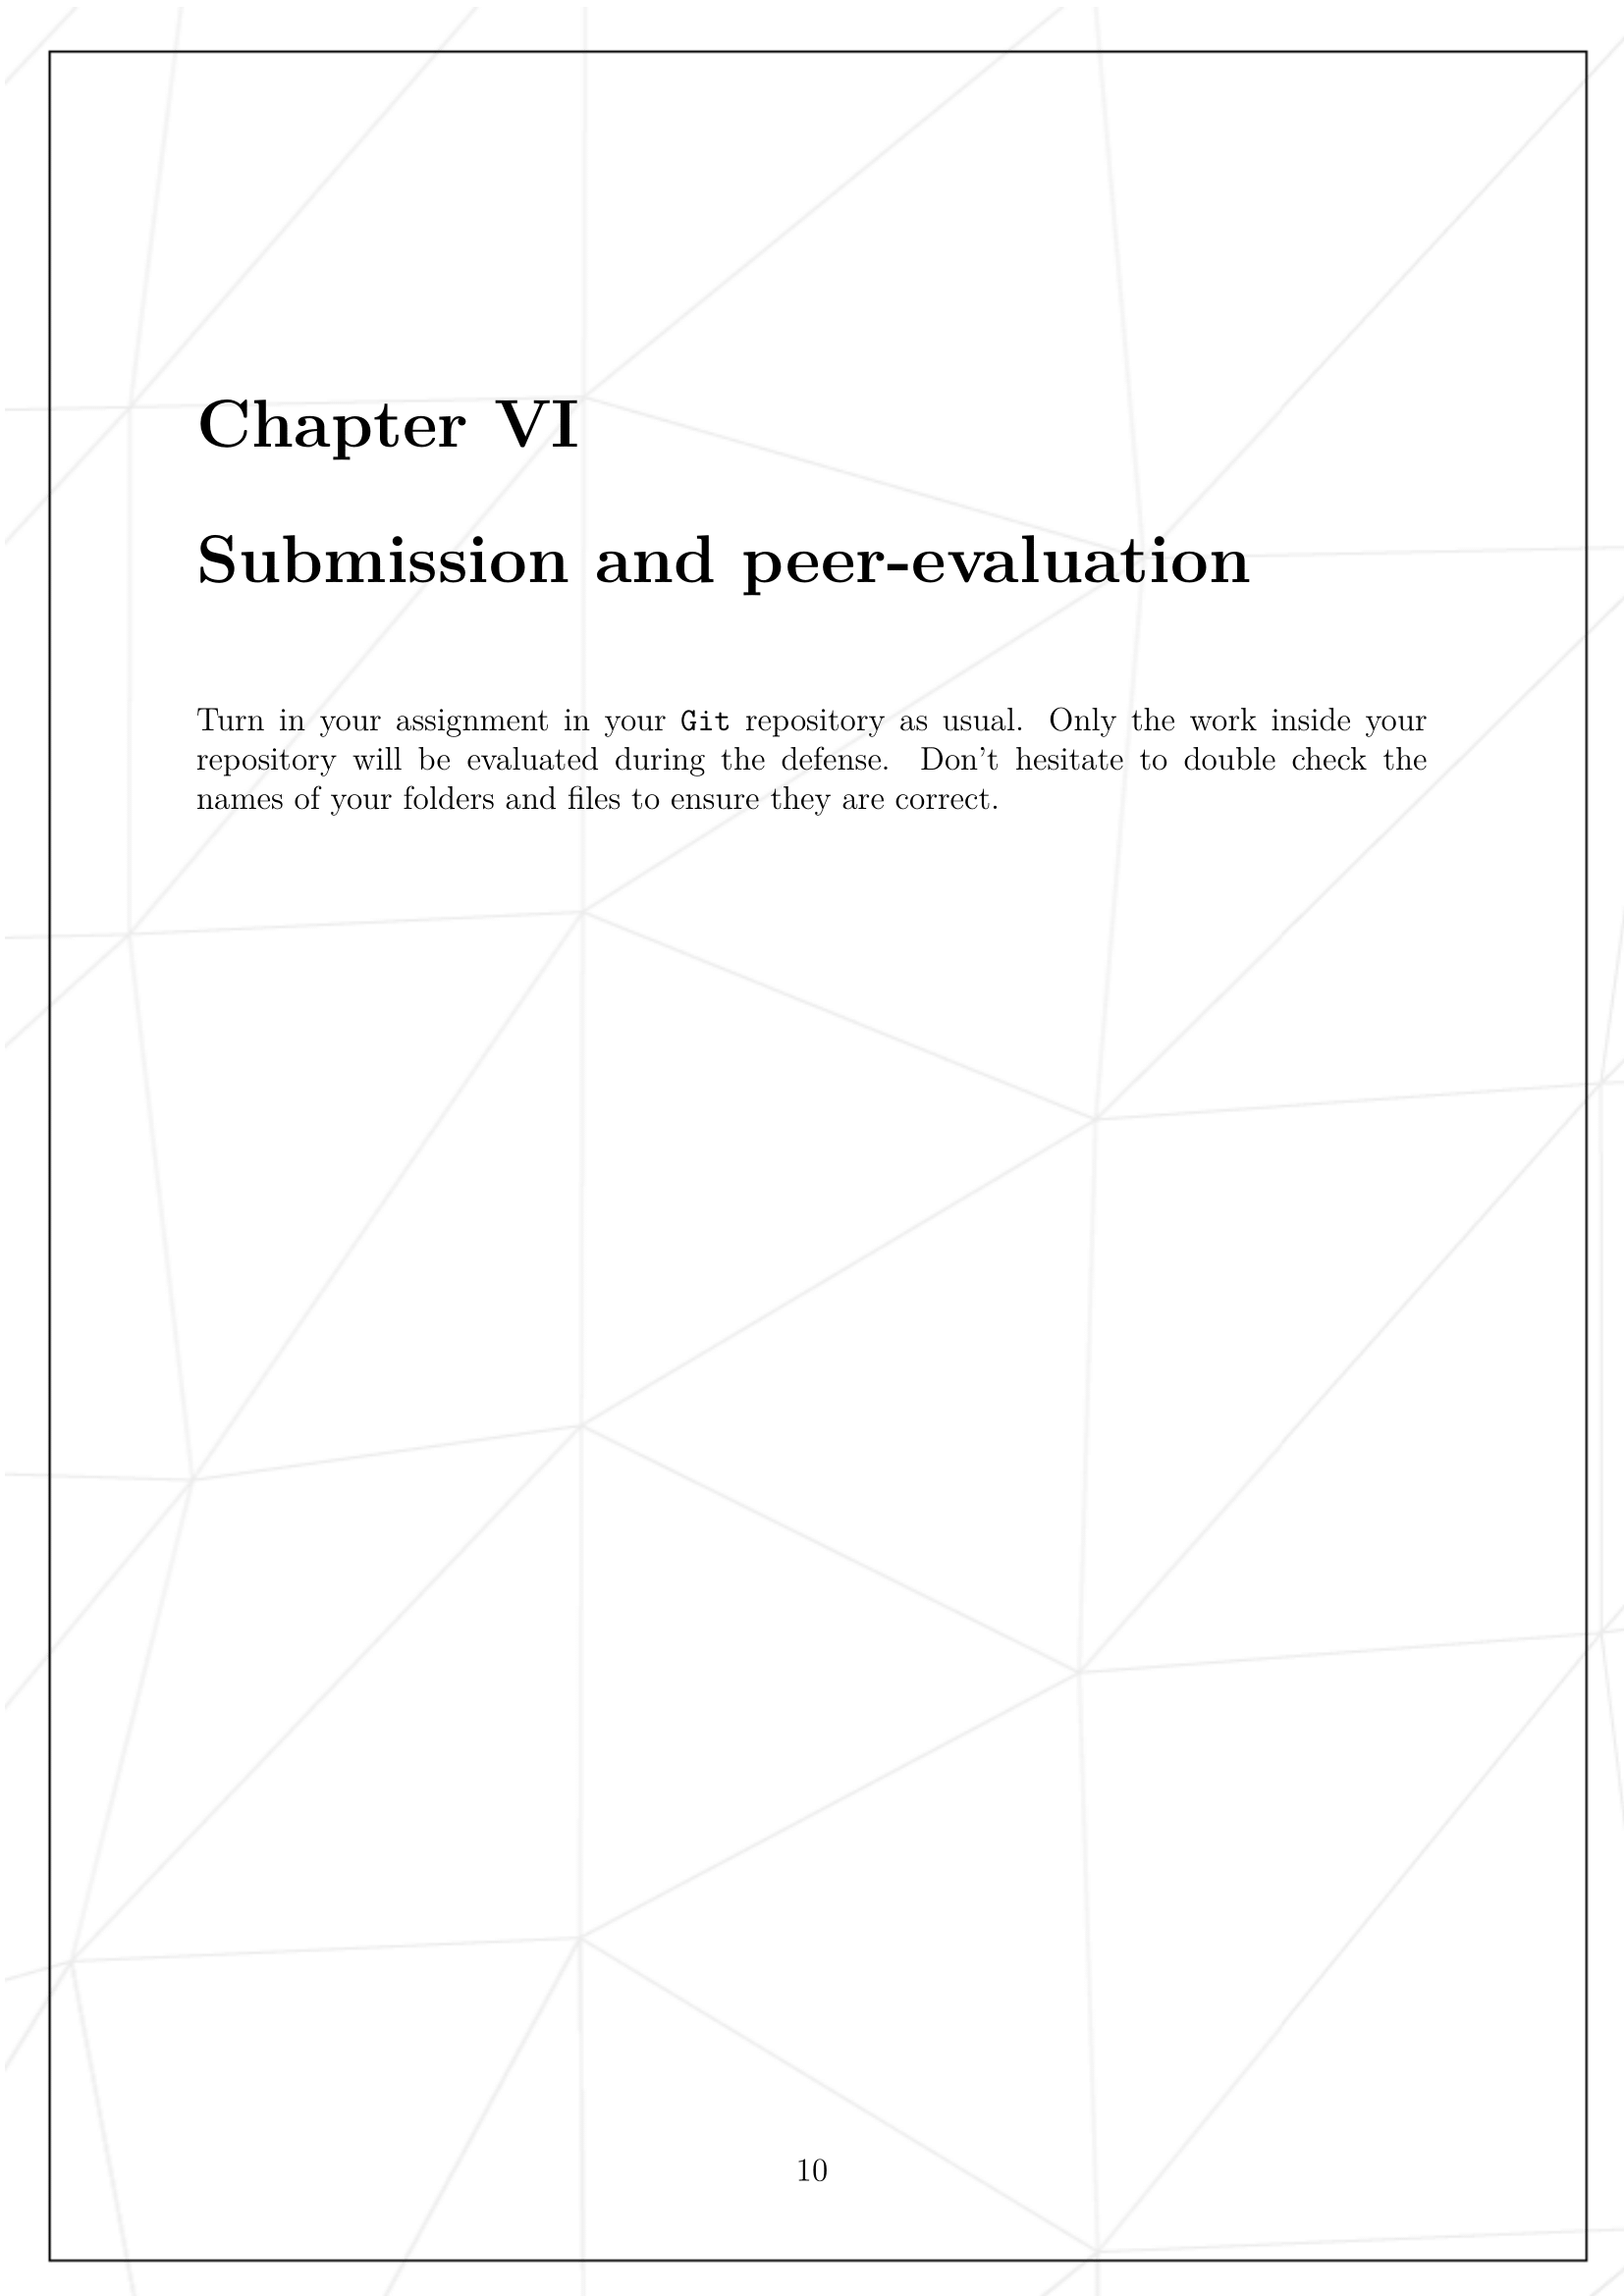 Chapter VI
Submission and peer-evaluation
Turn in your assignment in your Git repository as usual. Only the work inside your
repository will be evaluated during the defense. Don't hesitate to double check the
names of your folders and files to ensure they are correct.
10